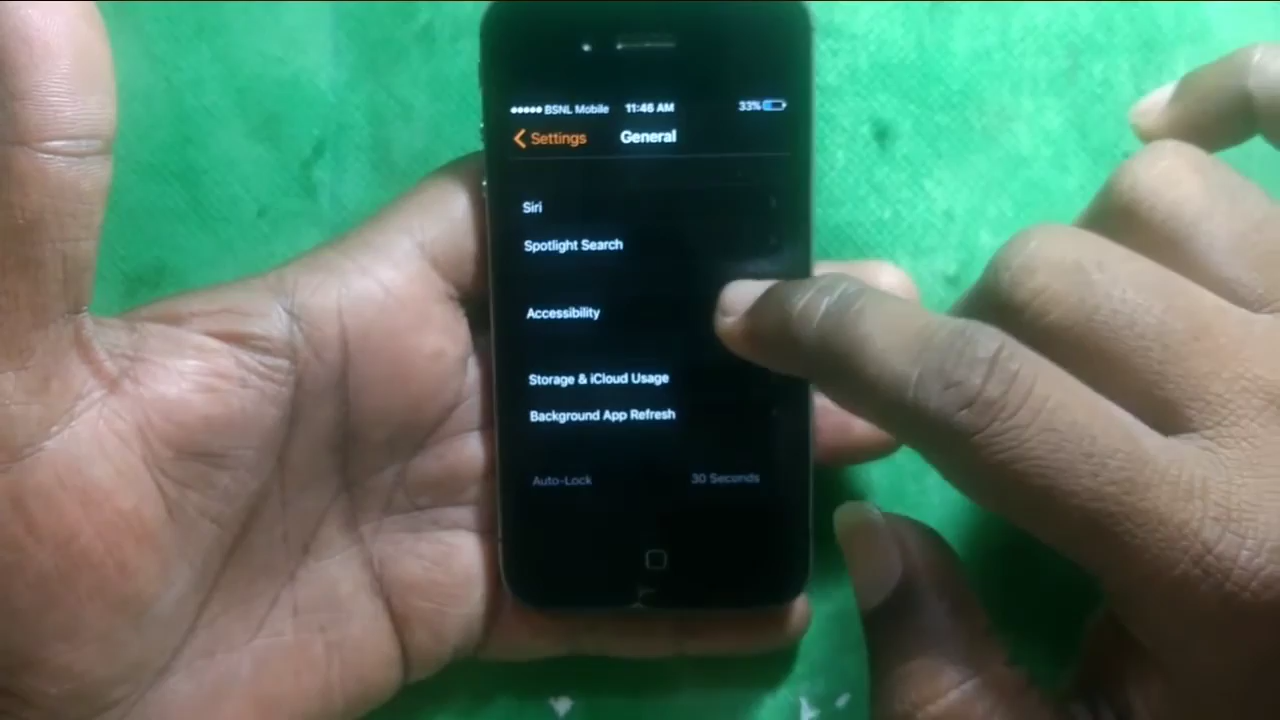 ●●●●● BSNL Mobile 11:46 AM 33%
Settings General
Siri
Spotlight Search
Accessibility
Storage & iCloud Usage
Background App Refresh
Auto-Lock 30 Seconds